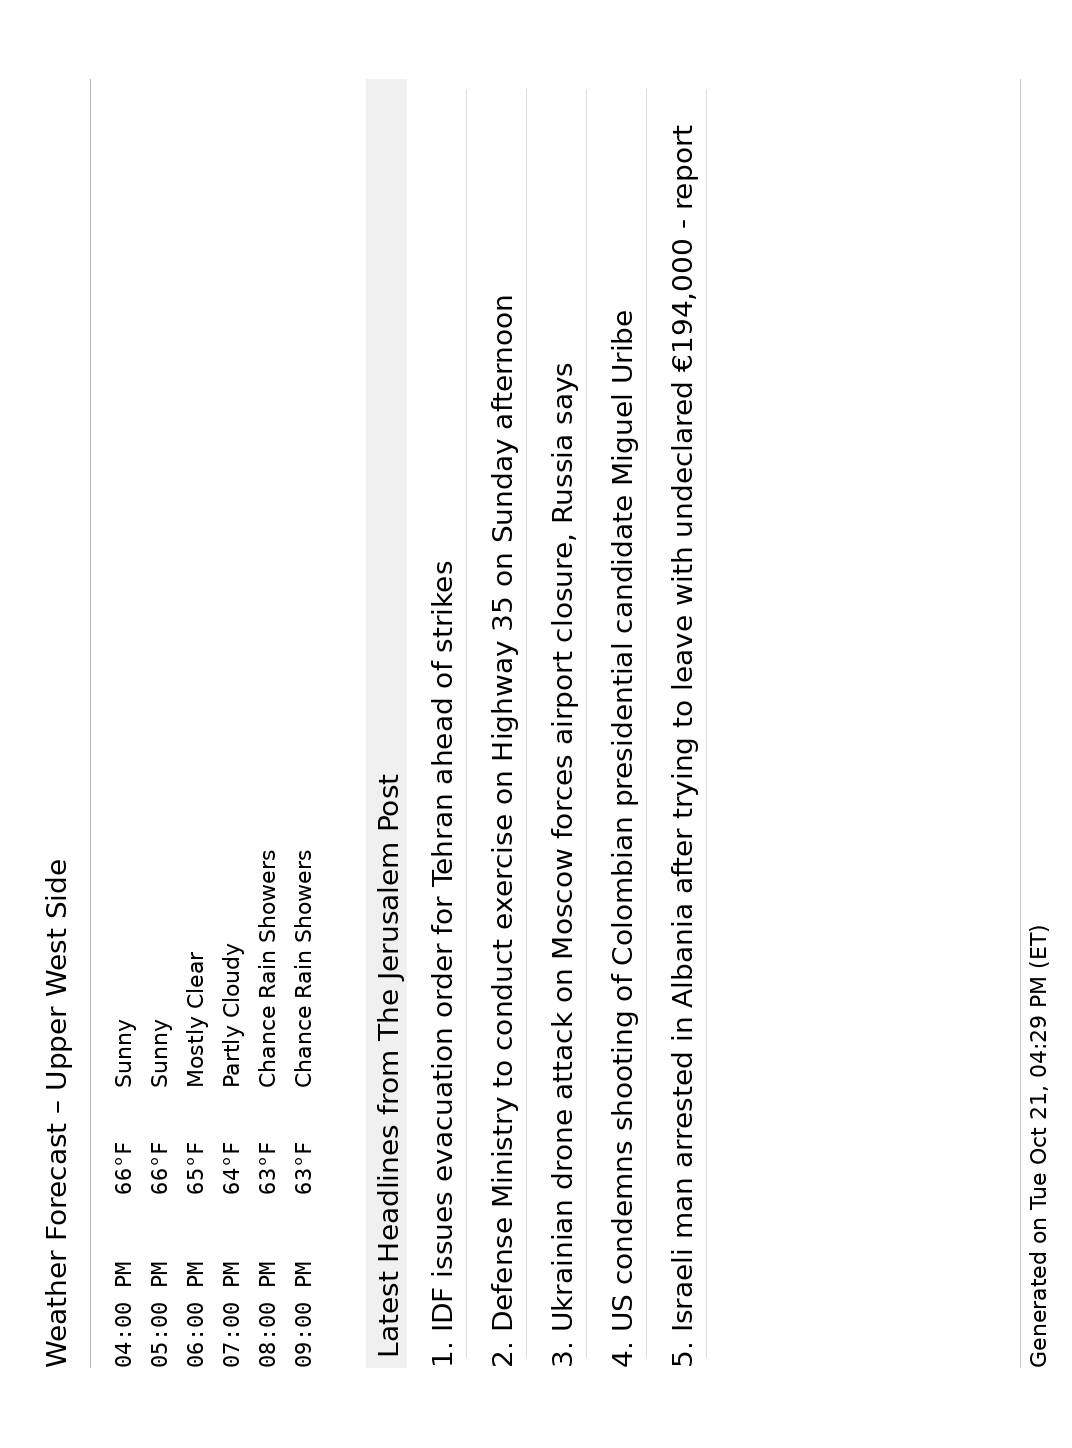 Weather Forecast – Upper West Side
04:00 PM 66°F Sunny
05:00 PM 66°F Sunny
06:00 PM 65°F Mostly Clear
07:00 PM 64°F Partly Cloudy
08:00 PM 63°F Chance Rain Showers
09:00 PM 63°F Chance Rain Showers
Latest Headlines from The Jerusalem Post
1. IDF issues evacuation order for Tehran ahead of strikes
2. Defense Ministry to conduct exercise on Highway 35 on Sunday afternoon
3. Ukrainian drone attack on Moscow forces airport closure, Russia says
4. US condemns shooting of Colombian presidential candidate Miguel Uribe
5. Israeli man arrested in Albania after trying to leave with undeclared €194,000 - report
Generated on Tue Oct 21, 04:29 PM (ET)